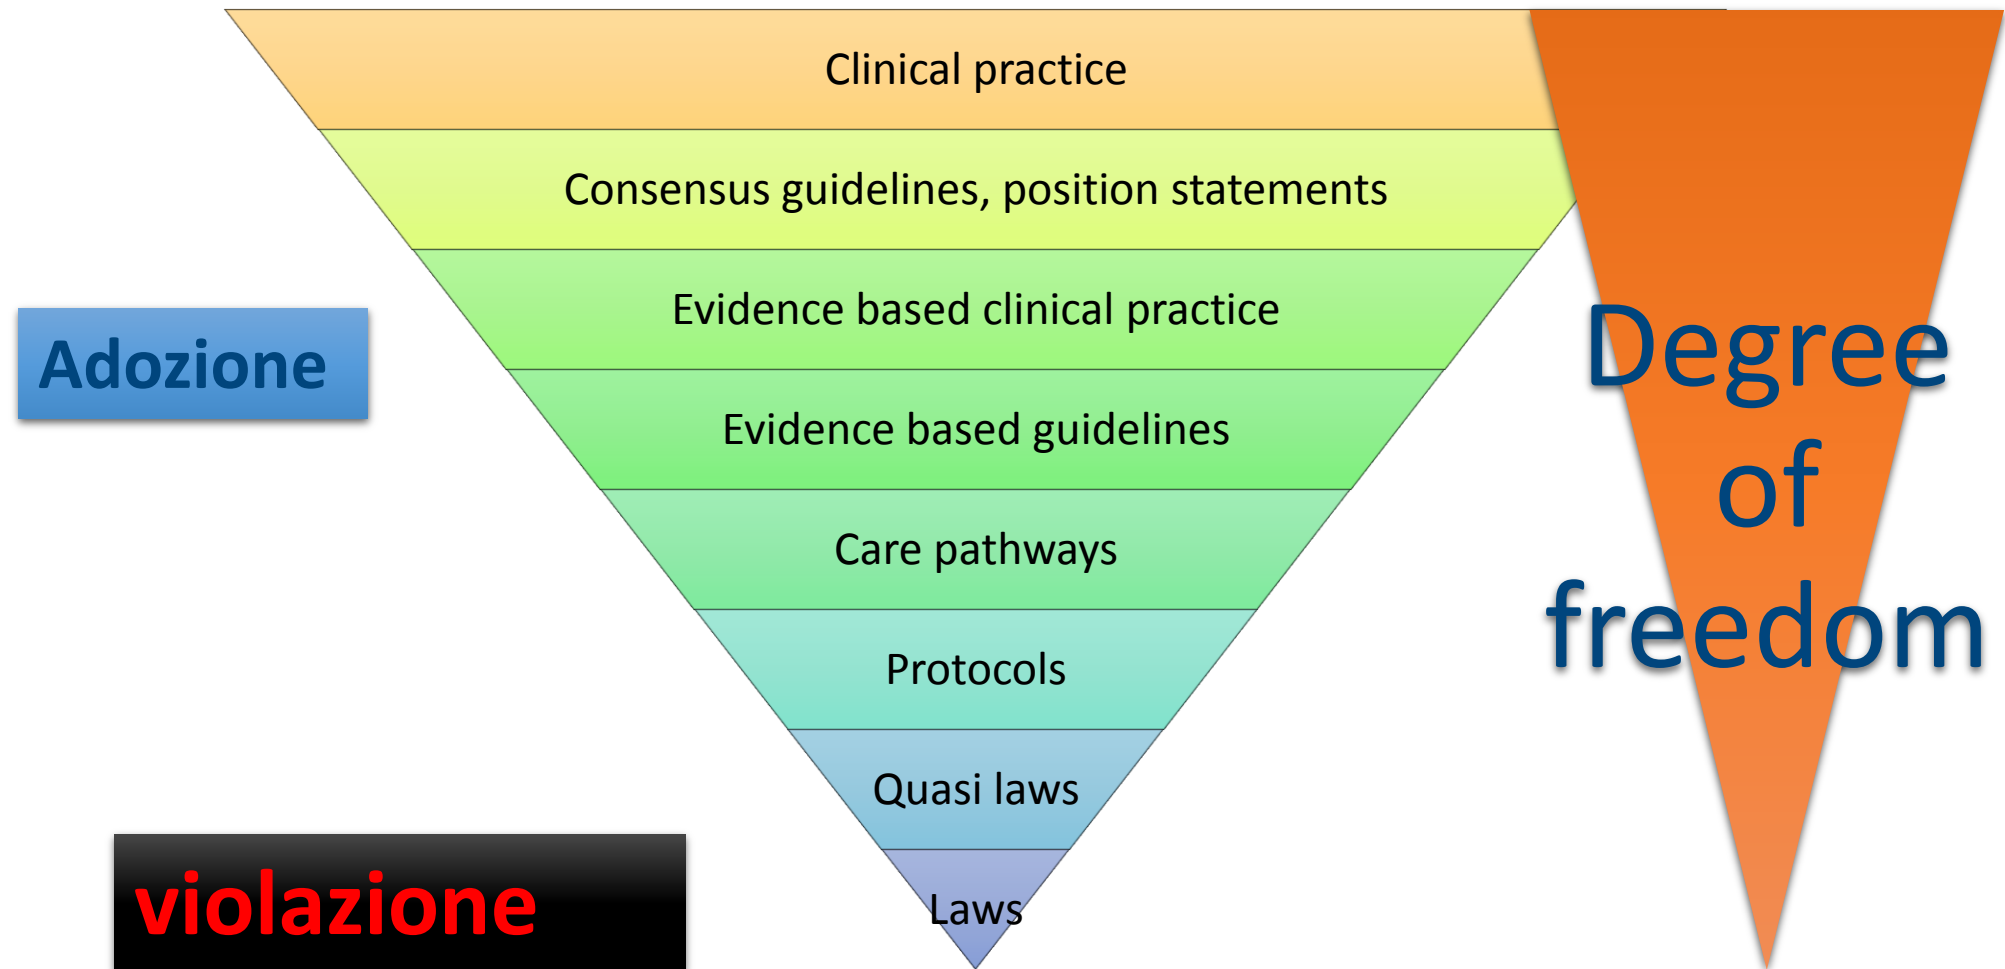 Clinical practice
Consensus guidelines, position statements
Evidence based clinical practice
Adozione
Evidence based guidelines
Care pathways
Protocols
Quasi laws
violazione
Laws
Degree
of
freedom